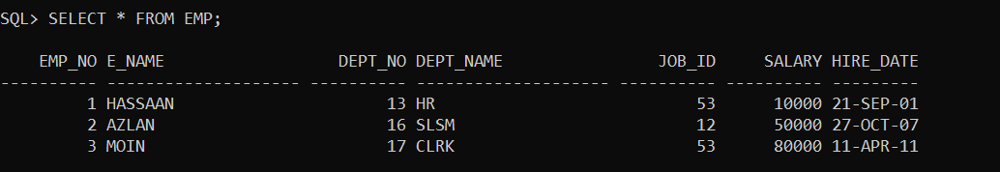 SQL> SELECT * FROM EMP;
EMP_NO E_NAME DEPT_NO DEPT_NAME JOB_ID SALARY HIRE_DATE
---------- -------------------- ---------- -------------------- ---------- ---------- ---------
1 HASSAAN 13 HR 53 10000 21-SEP-01
2 AZLAN 16 SLSM 12 50000 27-OCT-07
3 MOIN 17 CLRK 53 80000 11-APR-11